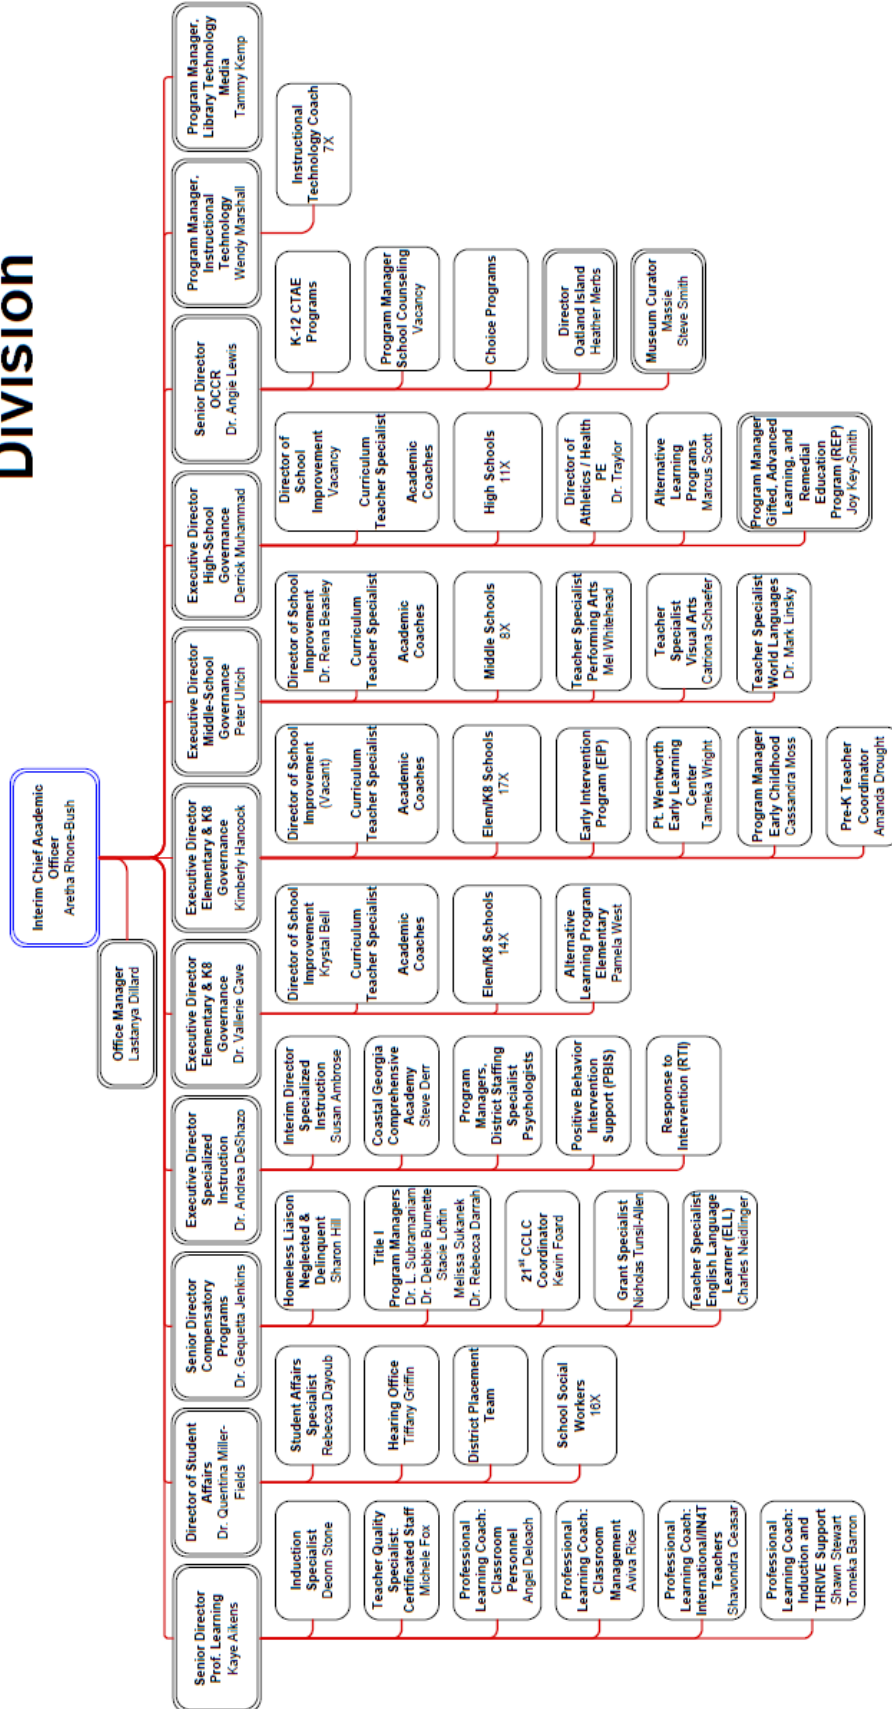 Division
Interim Chief Academic
Officer
Aretha Rhone-Bush
Office Manager
Lastanya Dillard
Senior Director
Prof. Learning
Kaye Aikens
Director of Student
Affairs
Dr. Quentina Miller-
Fields
Senior Director
Compensatory
Programs
Dr. Gequetta Jenkins
Executive Director
Specialized
Instruction
Dr. Andrea DeShazo
Executive Director
Elementary & K8
Governance
Dr. Vallerie Cave
Executive Director
Elementary & K8
Governance
Kimberly Hancock
Executive Director
Middle-School
Governance
Peter Ulrich
Executive Director
High-School
Governance
Derrick Muhammad
Senior Director
OCCR
Dr. Angie Lewis
Program Manager,
Instructional
Technology
Wendy Marshall
Program Manager,
Library Technology
Media
Tammy Kemp
Induction
Specialist
Deonn Stone
Teacher Quality
Specialist:
Certificated Staff
Michele Fox
Professional
Learning Coach:
Classroom
Personnel
Angel Deloach
Professional
Learning Coach:
Classroom
Management
Aviva Rice
Professional
Learning Coach:
International/IN4T
Teachers
Shavondra Ceasar
Professional
Learning Coach:
Induction and
THRIVE Support
Shawn Stewart
Tomeka Barron
Student Affairs
Specialist
Rebecca Dayoub
Hearing Office
Tiffany Griffin
District Placement
Team
School Social
Workers
16X
Homeless Liaison
Neglected &
Delinquent
Sharon Hill
Title I
Program Managers
Dr. L. Subramaniam
Dr. Debbie Burnette
Stacie Loftin
Melissa Sukanek
Dr. Rebecca Darrah
21st CCLC
Coordinator
Kevin Foard
Grant Specialist
Nicholas Tunsil-Allen
Teacher Specialist
English Language
Learner (ELL)
Charles Neidlinger
Interim Director
Specialized
Instruction
Susan Ambrose
Coastal Georgia
Comprehensive
Academy
Steve Derr
Program
Managers,
District Staffing
Specialist
Psychologists
Positive Behavior
Intervention
Support (PBIS)
Response to
Intervention (RTI)
Director of School
Improvement
Krystal Bell
Curriculum
Teacher Specialist
Academic
Coaches
Elem/K8 Schools
14X
Alternative
Learning Program
Elementary
Pamela West
Director of School
Improvement
(Vacant)
Curriculum
Teacher Specialist
Academic
Coaches
Elem/K8 Schools
17X
Early Intervention
Program (EIP)
Pt. Wentworth
Early Learning
Center
Tameka Wright
Program Manager
Early Childhood
Cassandra Moss
Pre-K Teacher
Coordinator
Amanda Drought
Director of School
Improvement
Dr. Rena Beasley
Curriculum
Teacher Specialist
Academic
Coaches
Middle Schools
8X
Teacher Specialist
Performing Arts
Mel Whitehead
Teacher
Specialist
Visual Arts
Catriona Schaefer
Teacher Specialist
World Languages
Dr. Mark Linsky
Director of
School
Improvement
Vacancy
Curriculum
Teacher Specialist
Academic
Coaches
High Schools
11X
Director of
Athletics / Health
PE
Dr. Traylor
Alternative
Learning
Programs
Marcus Scott
Program Manager
Gifted, Advanced
Learning, and
Remedial
Education
Program (REP)
Joy Key-Smith
K-12 CTAE
Programs
Program Manager
School Counseling
Vacancy
Choice Programs
Director
Oatland Island
Heather Merbs
Museum Curator
Massie
Steve Smith
Instructional
Technology Coach
7X